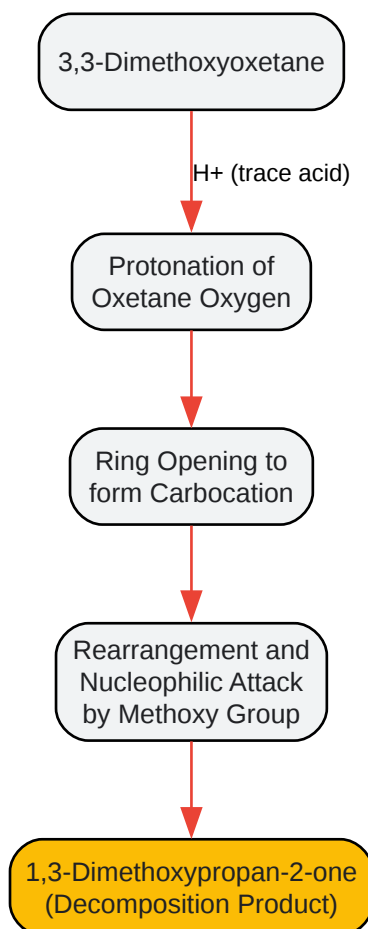 3,3-Dimethoxyoxetane
H+ (trace acid)
Protonation of
Oxetane Oxygen
Ring Opening to
form Carbocation
Rearrangement and
Nucleophilic Attack
by Methoxy Group
1,3-Dimethoxypropan-2-one
(Decomposition Product)